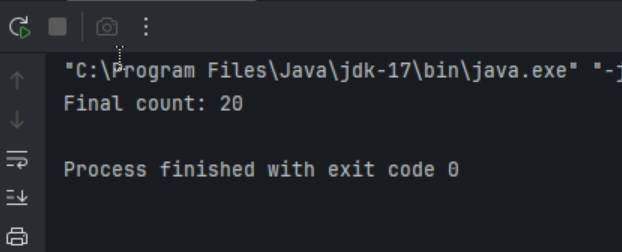 "C:\Program Files\Java\jdk-17\bin\java.exe" "-j
Final count: 20
Process finished with exit code 0